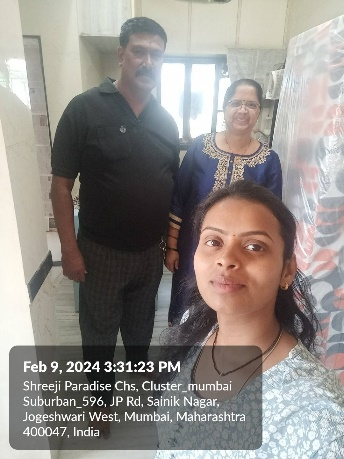 Feb 9, 2024 3:31:23 PM
Shreeji Paradise Chs, Cluster_mumbai
Suburban_596, JP Rd, Sainik Nagar,
Jogeshwari West, Mumbai, Maharashtra
400047, India